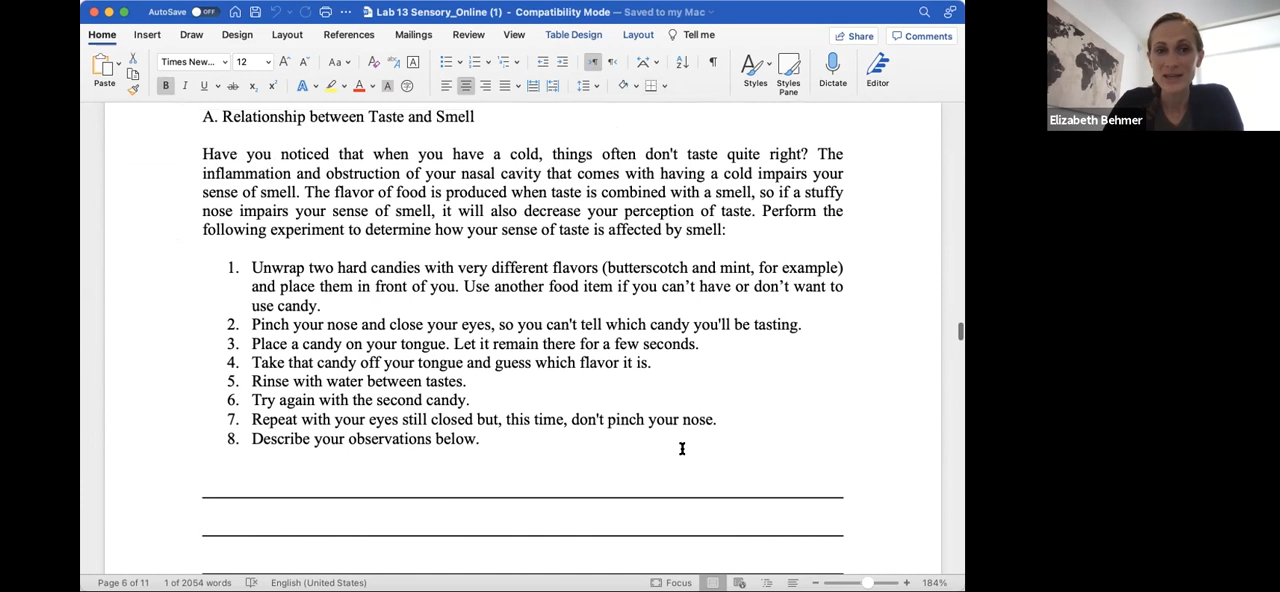 AutoSave OFF ... Lab 13 Sensory_Online (1) - Compatibility Mode — Saved to my Mac
Home Insert Draw Design Layout References Mailings Review View Table Design Layout Tell me Share Comments
Times New... 12 A A Aa A
Paste B I U ab x₂ x² A A A Styles Styles Pane Dictate Editor
A. Relationship between Taste and Smell
Have you noticed that when you have a cold, things often don't taste quite right? The
inflammation and obstruction of your nasal cavity that comes with having a cold impairs your
sense of smell. The flavor of food is produced when taste is combined with a smell, so if a stuffy
nose impairs your sense of smell, it will also decrease your perception of taste. Perform the
following experiment to determine how your sense of taste is affected by smell:
1. Unwrap two hard candies with very different flavors (butterscotch and mint, for example)
and place them in front of you. Use another food item if you can't have or don't want to
use candy.
2. Pinch your nose and close your eyes, so you can't tell which candy you'll be tasting.
3. Place a candy on your tongue. Let it remain there for a few seconds.
4. Take that candy off your tongue and guess which flavor it is.
5. Rinse with water between tastes.
6. Try again with the second candy.
7. Repeat with your eyes still closed but, this time, don't pinch your nose.
8. Describe your observations below.
Page 6 of 11 1 of 2054 words English (United States) Focus 184%
Elizabeth Behmer